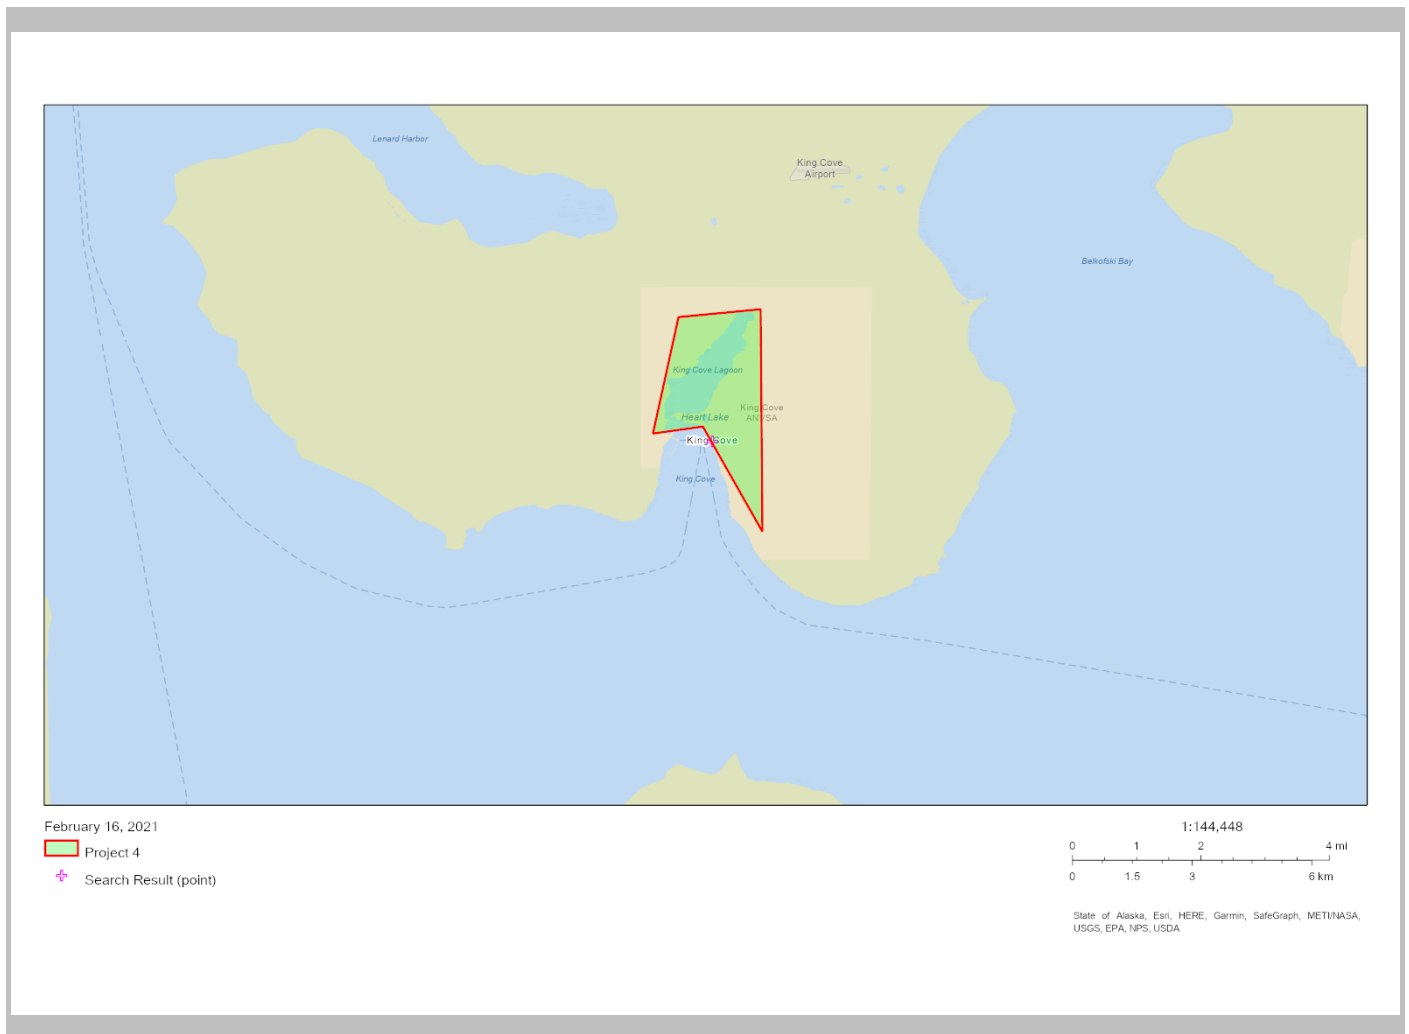 Lenard Harbor
King Cove
Airport
Belkofski Bay
King Cove Lagoon
King Cove
ANVSA
Heart Lake
King Cove
King Cove
February 16, 2021
Project 4
Search Result (point)
1:144,448
0 1 2 4 mi
0 1.5 3 6 km
State of Alaska, Esri, HERE, Garmin, SafeGraph, METI/NASA,
USGS, EPA, NPS, USDA